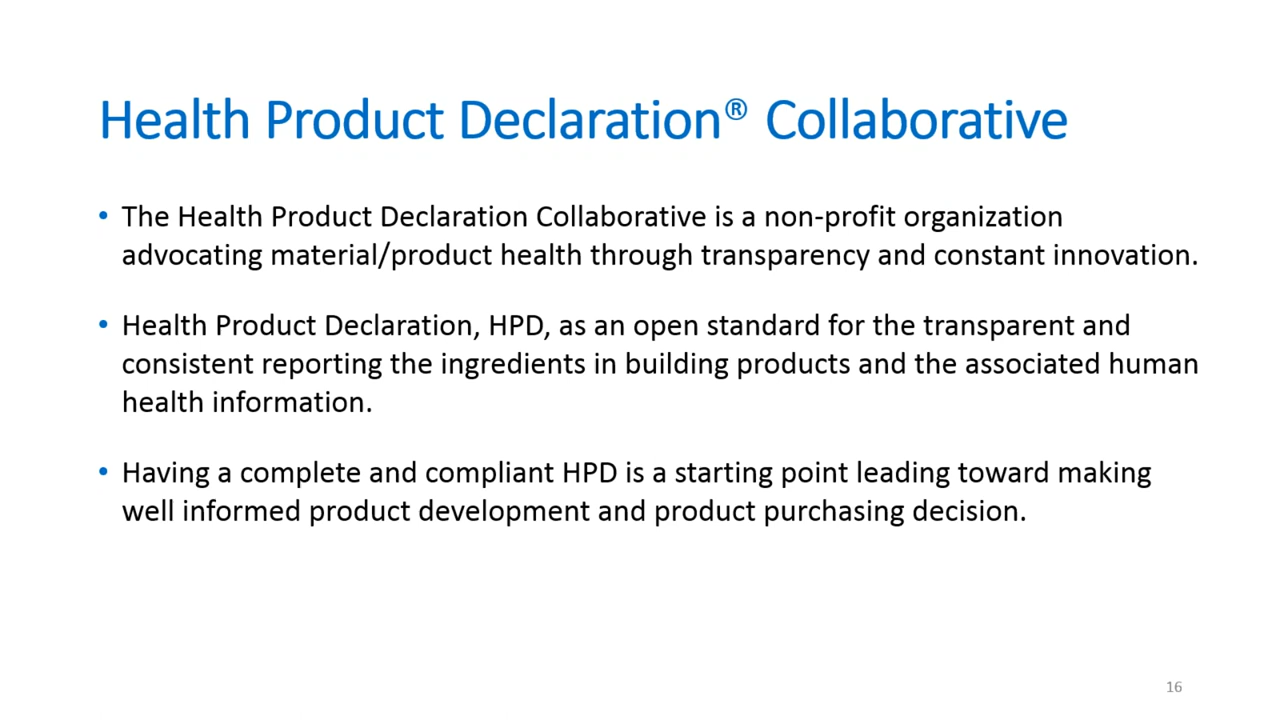 Health Product Declaration® Collaborative
• The Health Product Declaration Collaborative is a non-profit organization
advocating material/product health through transparency and constant innovation.
• Health Product Declaration, HPD, as an open standard for the transparent and
consistent reporting the ingredients in building products and the associated human
health information.
• Having a complete and compliant HPD is a starting point leading toward making
well informed product development and product purchasing decision.
16